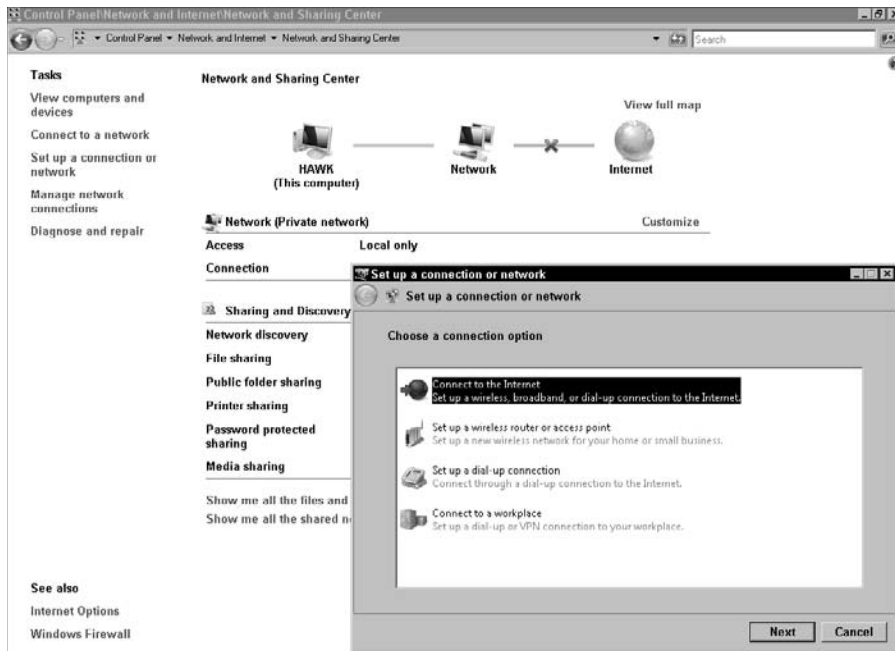 Control Panel\Network and Internet\Network and Sharing Center
Control Panel Network and Internet Network and Sharing Center
Search
Tasks
View computers and
devices
Connect to a network
Set up a connection or
network
Manage network
connections
Diagnose and repair
See also
Internet Options
Windows Firewall
Network and Sharing Center
View full map
HAWK
(This computer)
Network
Internet
Network (Private network)
Customize
Access
Local only
Connection
Sharing and Discovery
Network discovery
File sharing
Public folder sharing
Printer sharing
Password protected
sharing
Media sharing
Show me all the files and
Show me all the shared n
Set up a connection or network
Set up a connection or network
Choose a connection option
Connect to the Internet
Set up a wireless, broadband, or dial-up connection to the Internet.
Set up a wireless router or access point
Set up a new wireless network for your home or small business.
Set up a dial-up connection
Connect through a dial-up connection to the Internet.
Connect to a workplace
Set up a dial-up or VPN connection to your workplace.
Next
Cancel